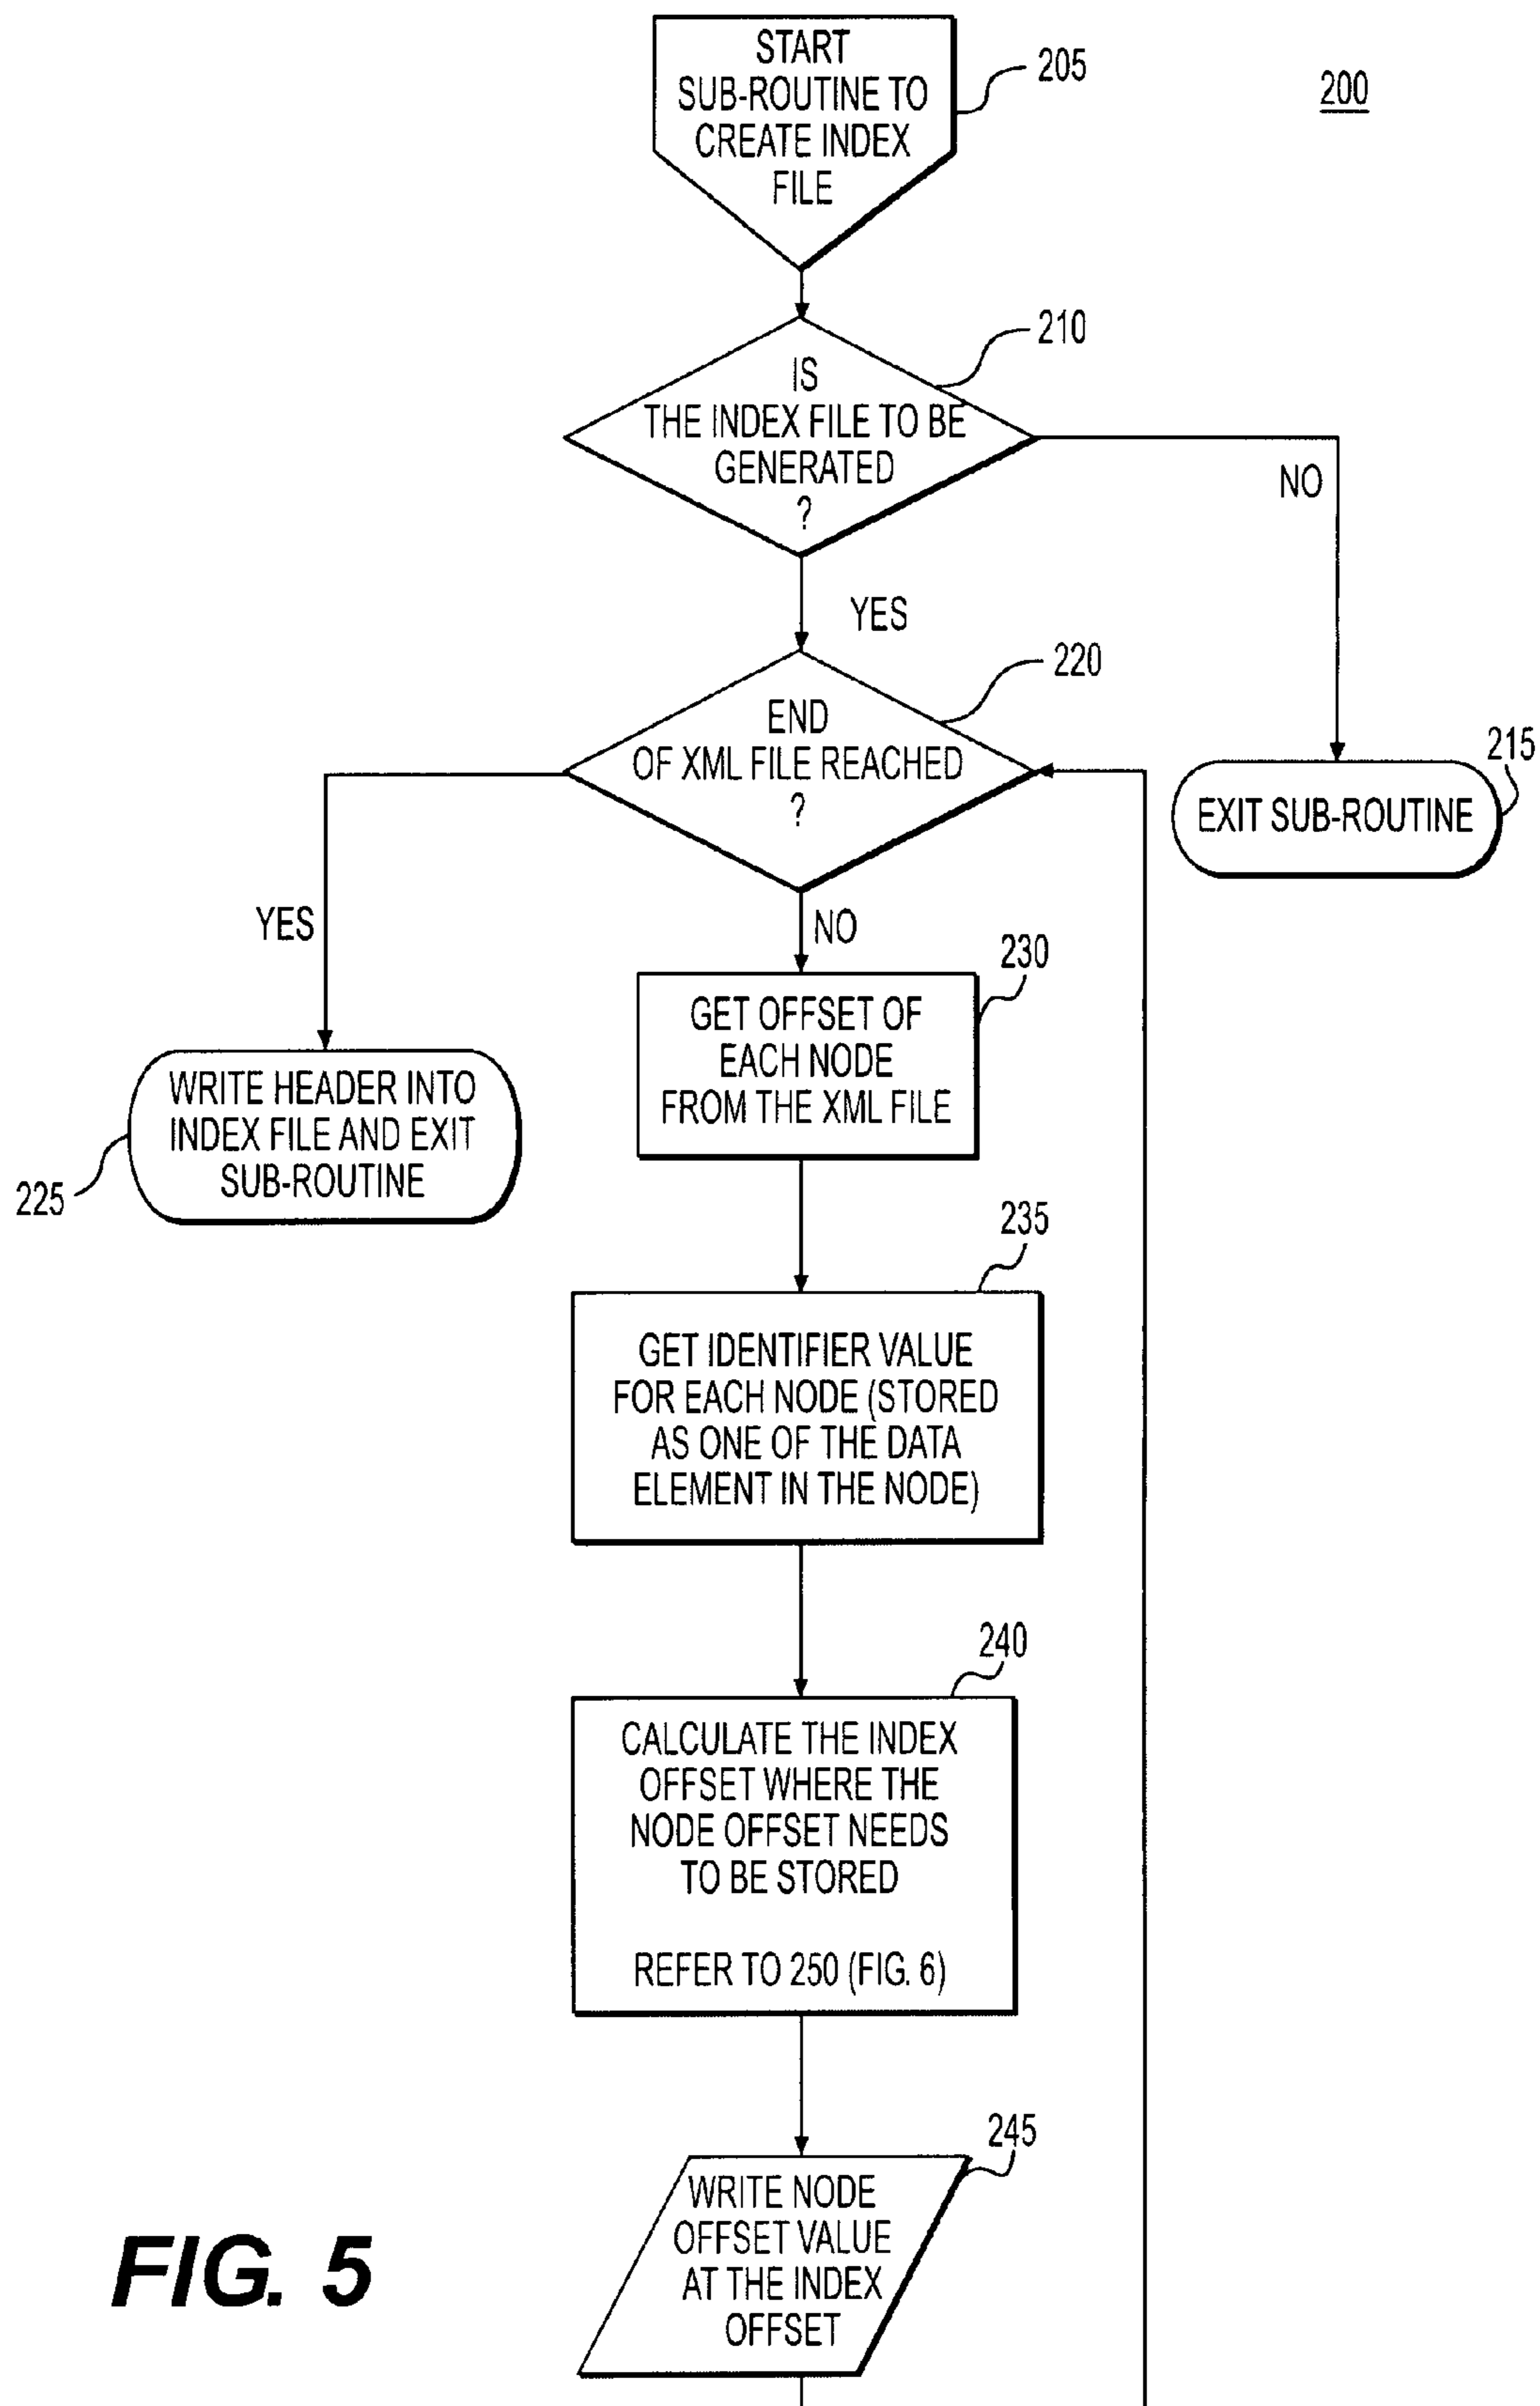 START
SUB-ROUTINE TO
CREATE INDEX
FILE
205
200
IS
THE INDEX FILE TO BE
GENERATED
?
210
NO
YES
END
OF XML FILE REACHED
?
220
215
EXIT SUB-ROUTINE
YES
NO
WRITE HEADER INTO
INDEX FILE AND EXIT
SUB-ROUTINE
225
230
GET OFFSET OF
EACH NODE
FROM THE XML FILE
235
GET IDENTIFIER VALUE
FOR EACH NODE (STORED
AS ONE OF THE DATA
ELEMENT IN THE NODE)
240
CALCULATE THE INDEX
OFFSET WHERE THE
NODE OFFSET NEEDS
TO BE STORED
REFER TO 250 (FIG. 6)
245
WRITE NODE
OFFSET VALUE
AT THE INDEX
OFFSET
FIG. 5